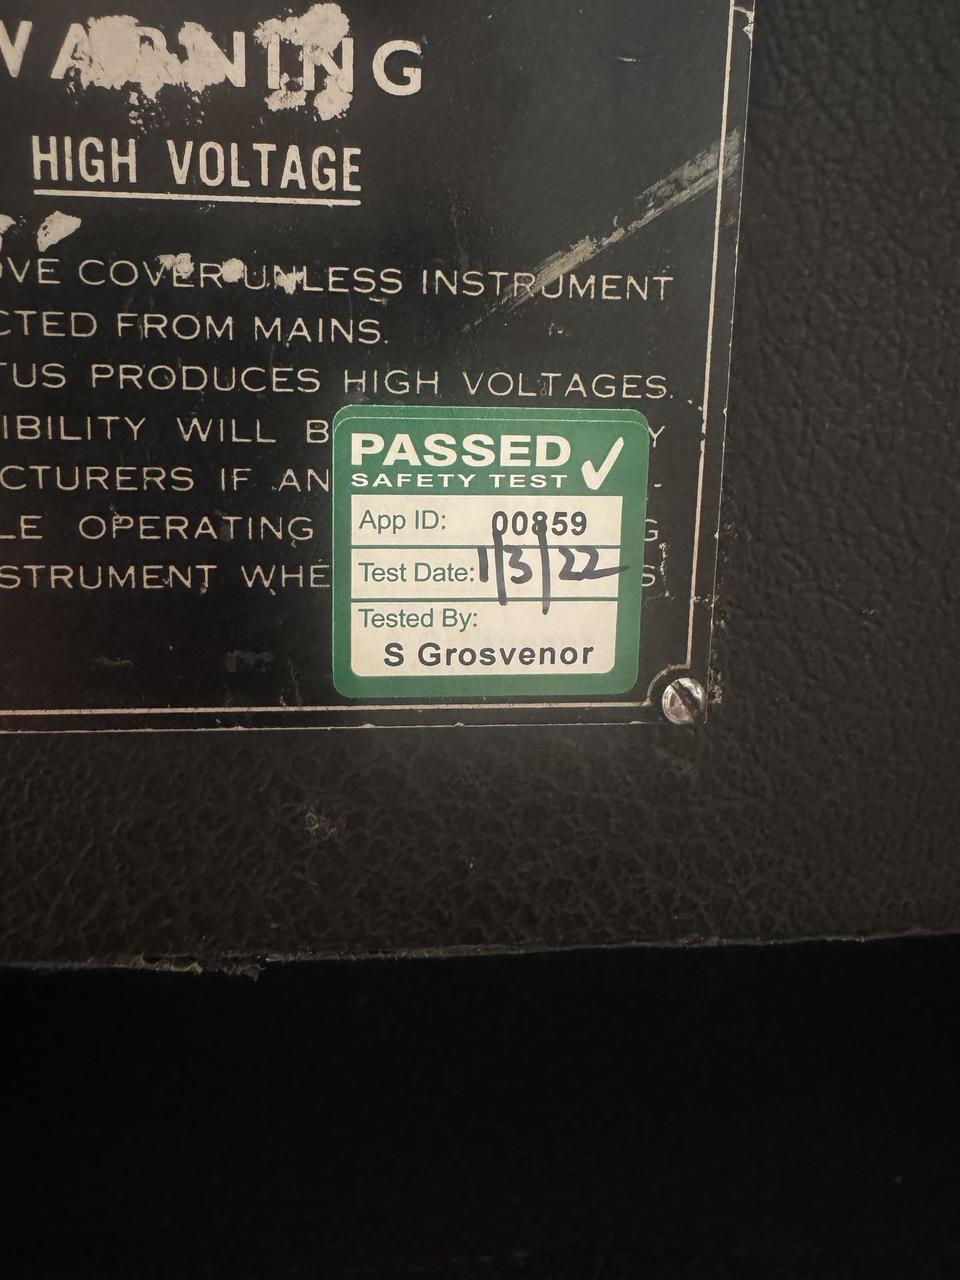 WARNING
HIGH VOLTAGE
OVE COVER UNLESS INSTRUMENT
CTED FROM MAINS.
TUS PRODUCES HIGH VOLTAGES.
IBILITY WILL B Y
CTURERS IF AN -
LE OPERATING G
STRUMENT WHE S
PASSED ✓
SAFETY TEST
App ID: 00859
Test Date: 1/3/22
Tested By:
S Grosvenor